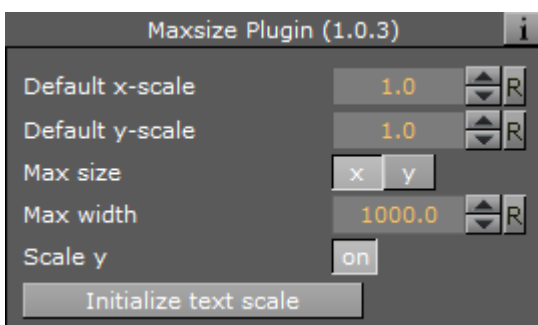 Maxsize Plugin (1.0.3) i
Default x-scale 1.0 R
Default y-scale 1.0 R
Max size x y
Max width 1000.0 R
Scale y on
Initialize text scale